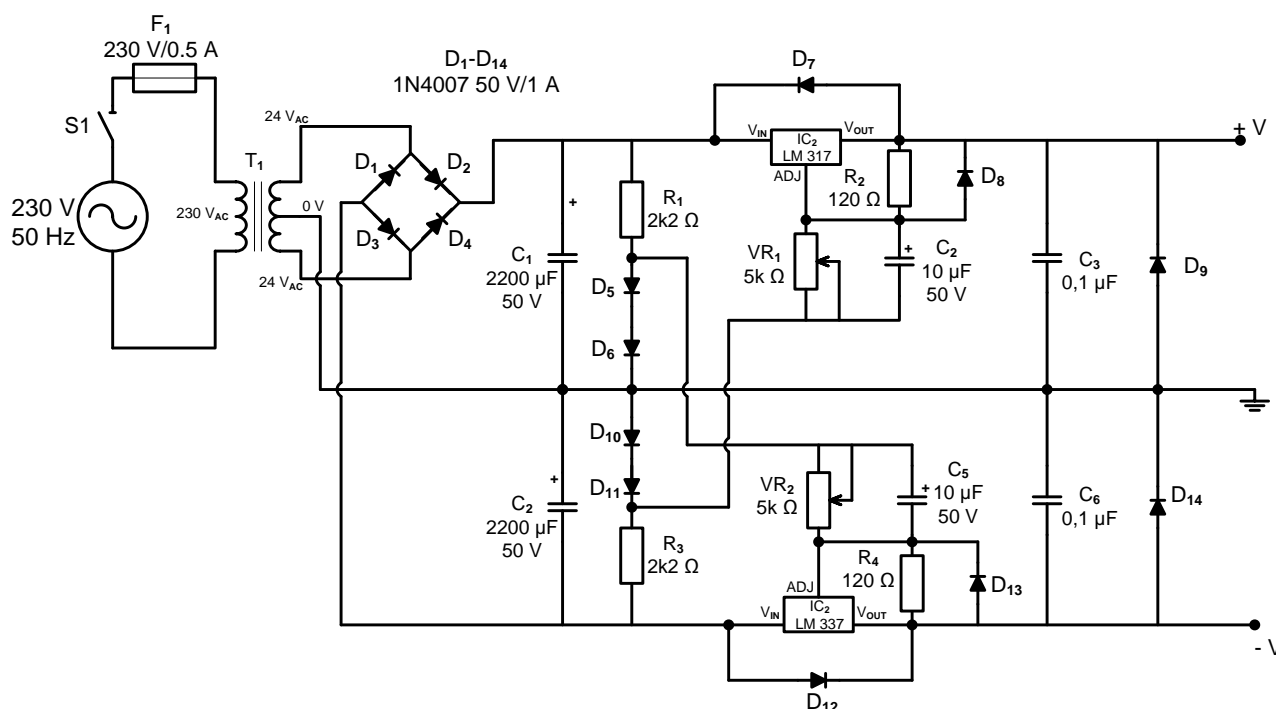 F1
230 V/0.5 A
S1
230 V
50 Hz
T1
230 VAC
24 VAC
0 V
24 VAC
D1-D14
1N4007 50 V/1 A
D1
D2
D3
D4
C1
2200 µF
50 V
+
R1
2k2 Ω
D5
D6
D7
VIN
VOUT
IC2
LM 317
ADJ
R2
120 Ω
D8
VR1
5k Ω
+
C2
10 µF
50 V
C3
0,1 µF
D9
+ V
D10
D11
+
C2
2200 µF
50 V
R3
2k2 Ω
VR2
5k Ω
C5
10 µF
+
50 V
C6
0,1 µF
D14
R4
120 Ω
D13
ADJ
VIN
VOUT
IC2
LM 337
D12
- V